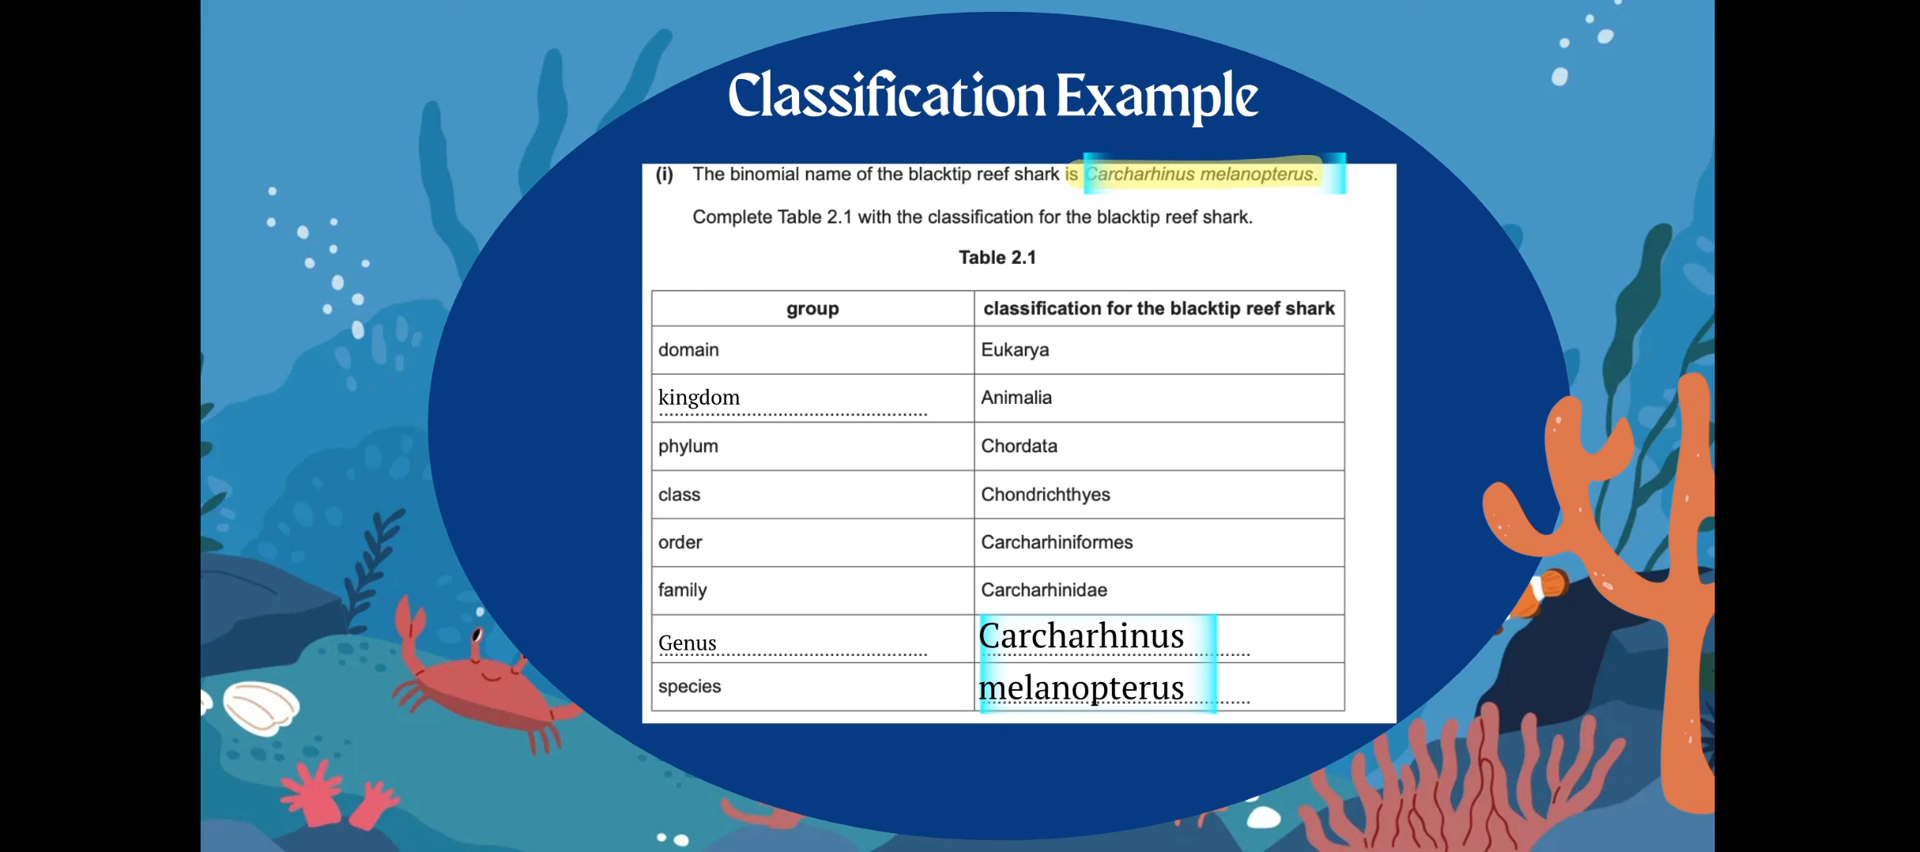 Classification Example
(i) The binomial name of the blacktip reef shark is Carcharhinus melanopterus.
Complete Table 2.1 with the classification for the blacktip reef shark.
Table 2.1
group classification for the blacktip reef shark
domain Eukarya
kingdom Animalia
phylum Chordata
class Chondrichthyes
order Carcharhiniformes
family Carcharhinidae
Genus Carcharhinus
species melanopterus